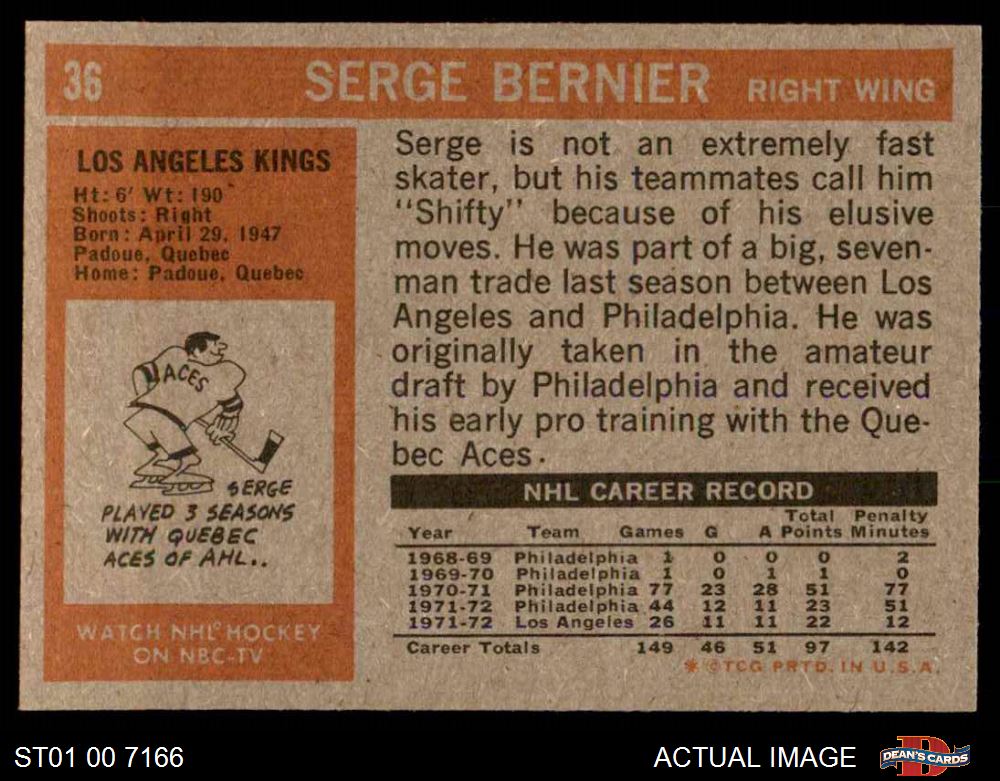 36 SERGE BERNIER RIGHT WING
LOS ANGELES KINGS
Ht: 6' Wt: 190
Shoots: Right
Born: April 29, 1947
Padoue, Quebec
Home: Padoue, Quebec
ACES
SERGE
PLAYED 3 SEASONS
WITH QUEBEC
ACES OF AHL..
WATCH NHL HOCKEY
ON NBC-TV
Serge is not an extremely fast
skater, but his teammates call him
"Shifty" because of his elusive
moves. He was part of a big, seven-
man trade last season between Los
Angeles and Philadelphia. He was
originally taken in the amateur
draft by Philadelphia and received
his early pro training with the Que-
bec Aces.
NHL CAREER RECORD
Total Penalty
Year Team Games G A Points Minutes
1968-69 Philadelphia 1 0 0 0 2
1969-70 Philadelphia 1 0 1 1 0
1970-71 Philadelphia 77 23 28 51 77
1971-72 Philadelphia 44 12 11 23 51
1971-72 Los Angeles 26 11 11 22 12
Career Totals 149 46 51 97 142
* ©TCG PRTD. IN U.S.A.
ST01 00 7166 ACTUAL IMAGE DEAN'S CARDS